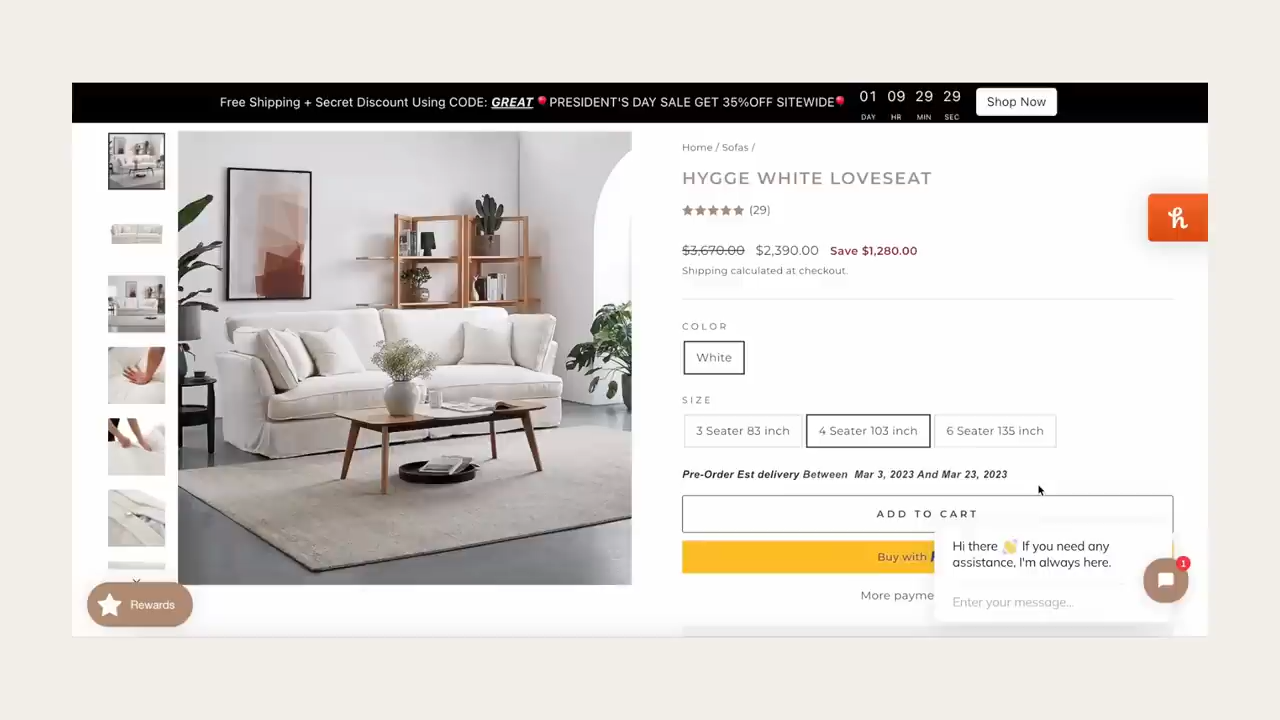 Free Shipping + Secret Discount Using CODE: GREAT 🎈PRESIDENT'S DAY SALE GET 35%OFF SITEWIDE🎈
01 09 29 29
DAY HR MIN SEC
Shop Now
Home / Sofas /
HYGGE WHITE LOVESEAT
(29)
$3,670.00 $2,390.00 Save $1,280.00
Shipping calculated at checkout.
COLOR
White
SIZE
3 Seater 83 inch 4 Seater 103 inch 6 Seater 135 inch
Pre-Order Est delivery Between Mar 3, 2023 And Mar 23, 2023
ADD TO CART
Buy with
More payme
Hi there 👋 If you need any
assistance, I'm always here.
Enter your message...
1
Rewards
h